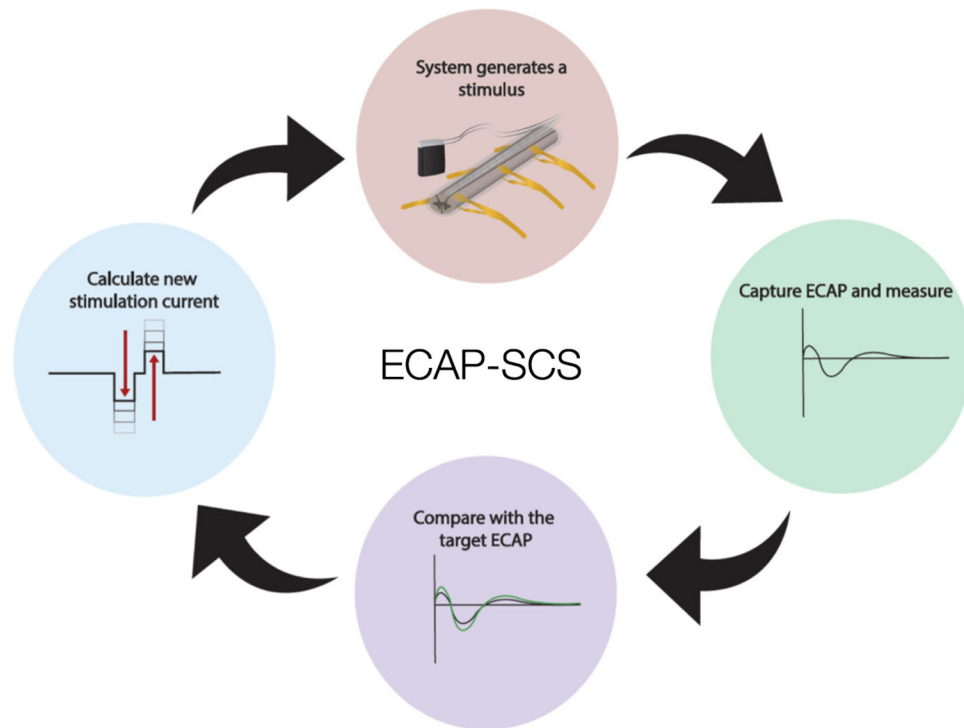 System generates a
stimulus
Capture ECAP and measure
Compare with the
target ECAP
Calculate new
stimulation current
ECAP-SCS